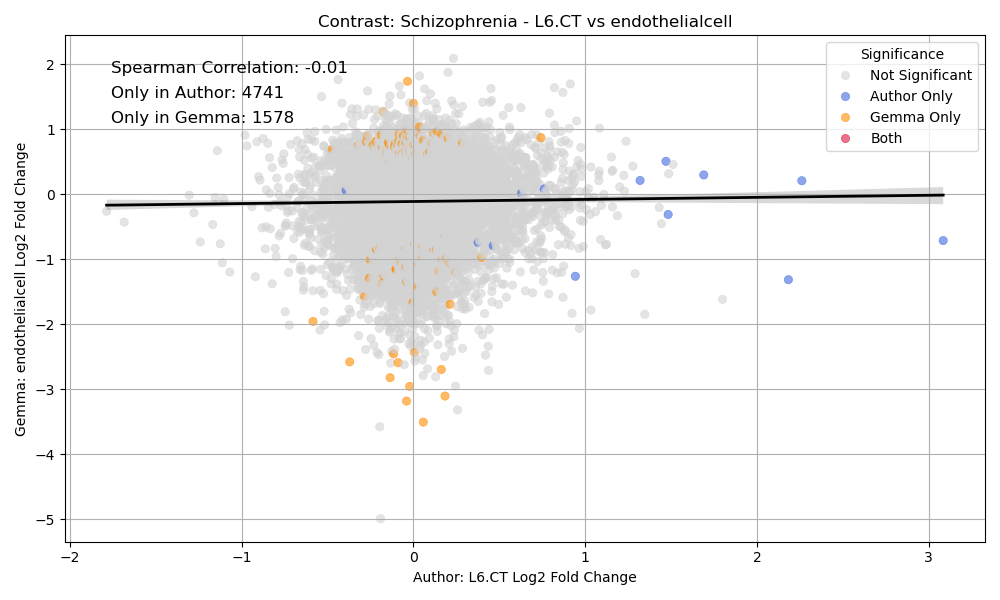 Contrast: Schizophrenia - L6.CT vs endothelialcell
Spearman Correlation: -0.01
Only in Author: 4741
Only in Gemma: 1578
Significance
Not Significant
Author Only
Gemma Only
Both
Gemma: endothelialcell Log2 Fold Change
2
1
0
−1
−2
−3
−4
−5
−2
−1
0
1
2
3
Author: L6.CT Log2 Fold Change